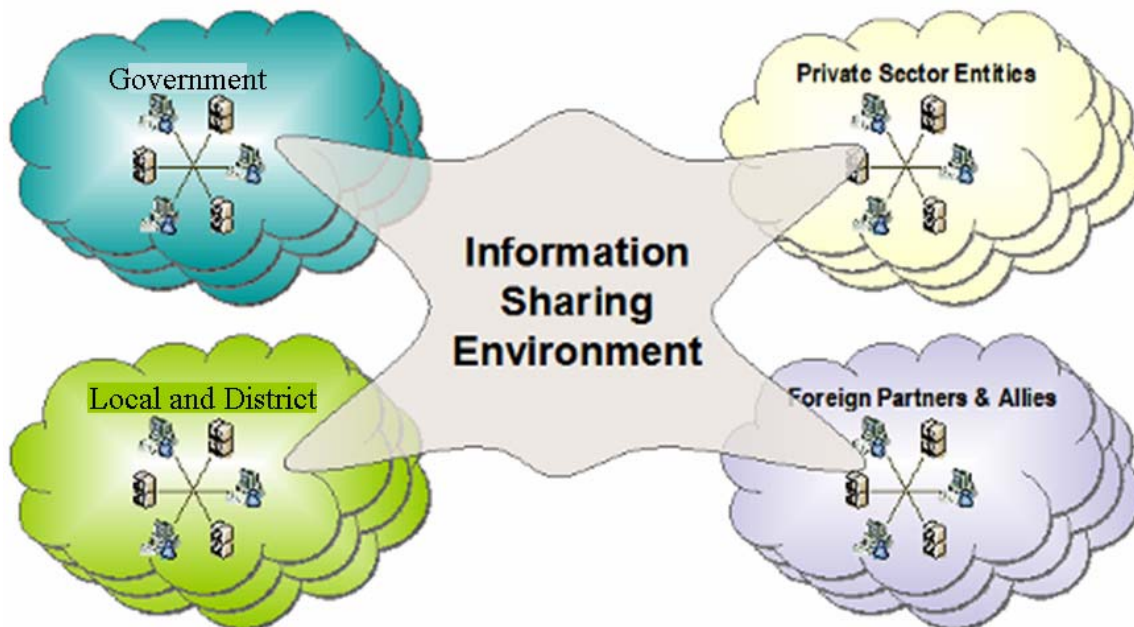 Government
Private Sector Entities
Information
Sharing
Environment
Local and District
Foreign Partners & Allies